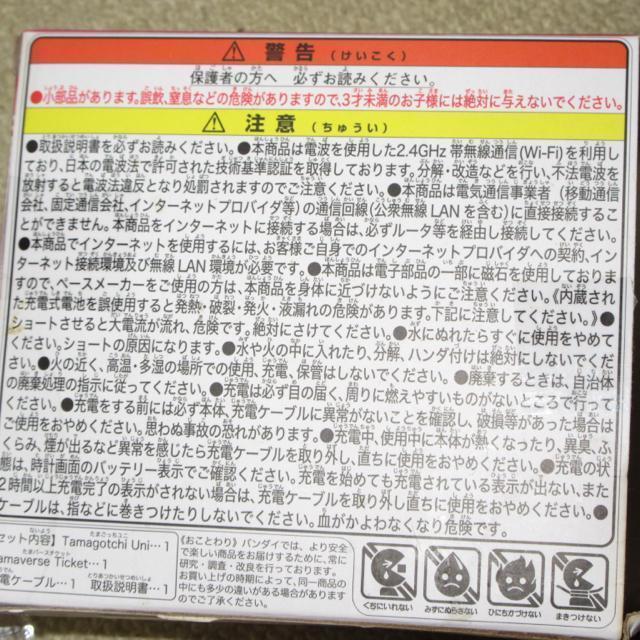 ⚠ 警告 (けいこく)
保護者の方へ 必ずお読みください。
●小部品があります。誤飲、窒息などの危険がありますので、3才未満のお子様には絶対に与えないでください。
⚠ 注意 (ちゅうい)
●取扱説明書を必ずお読みください。●本商品は電波を使用した2.4GHz 帯無線通信(Wi-Fi)を利用し
ており、日本の電波法で許可された技術基準認証を取得しております。分解・改造などを行い、不法電波を
放射すると電波法違反となり処罰されますのでご注意ください。●本商品は電気通信事業者 (移動通信
会社、固定通信会社、インターネットプロバイダ等) の通信回線 (公衆無線 LAN を含む) に直接接続するこ
とができません。本商品をインターネットに接続する場合は、必ずルータ等を経由し接続してください。
●本商品でインターネットを使用するには、お客様ご自身でのインターネットプロバイダへの契約、イン
ターネット接続環境及び無線 LAN 環境が必要です。●本商品は電子部品の一部に磁石を使用しておりま
すので、ペースメーカーをご使用の方は、本商品を身体に近づけないようにご注意ください。《内蔵され
た充電式電池を誤使用すると発熱・破裂・発火・液漏れの危険があります。下記に注意してください。》●
ショートさせると大電流が流れ、危険です。絶対にさけてください。●水にぬれたらすぐに使用をやめて
ください。ショートの原因になります。●水や火の中に入れたり、分解、ハンダ付けは絶対にしないでくだ
さい。●火の近く、高温・多湿の場所での使用、充電、保管はしないでください。●廃棄するときは、自治体
の廃棄処理の指示に従ってください。●充電は必ず目の届く、周りに燃えやすいものがないところで行って
ください。●充電をする前には必ず本体、充電ケーブルに異常がないことを確認し、破損等があった場合は
ご使用をおやめください。思わぬ事故の恐れがあります。●充電中、使用中に本体が熱くなったり、異臭、ふ
くらみ、煙が出るなど異常を感じたら充電ケーブルを取り外し、直ちに使用をおやめください。●充電の状
態は、時計画面のバッテリー表示でご確認ください。充電を始めても充電されている表示が出ない、また
2時間以上充電完了の表示がされない場合は、充電ケーブルを取り外し直ちに使用をおやめください。●
ケーブルは、指などに巻きつけたりしないでください。血がかよわなくなり危険です。
セット内容】 Tamagotchi Uni… 1
amaverse Ticket… 1
電ケーブル… 1 取扱説明書… 1
《おことわり》バンダイでは、より安全
で楽しい商品をお届けするために、常に
研究・調査・改良を行っております。
お買い上げの時期によって、同一商品の
中にも多少の違いがある場合があります
のでご了承ください。
くちにいれない みずにぬらさない ひにちかづけない まきつけない